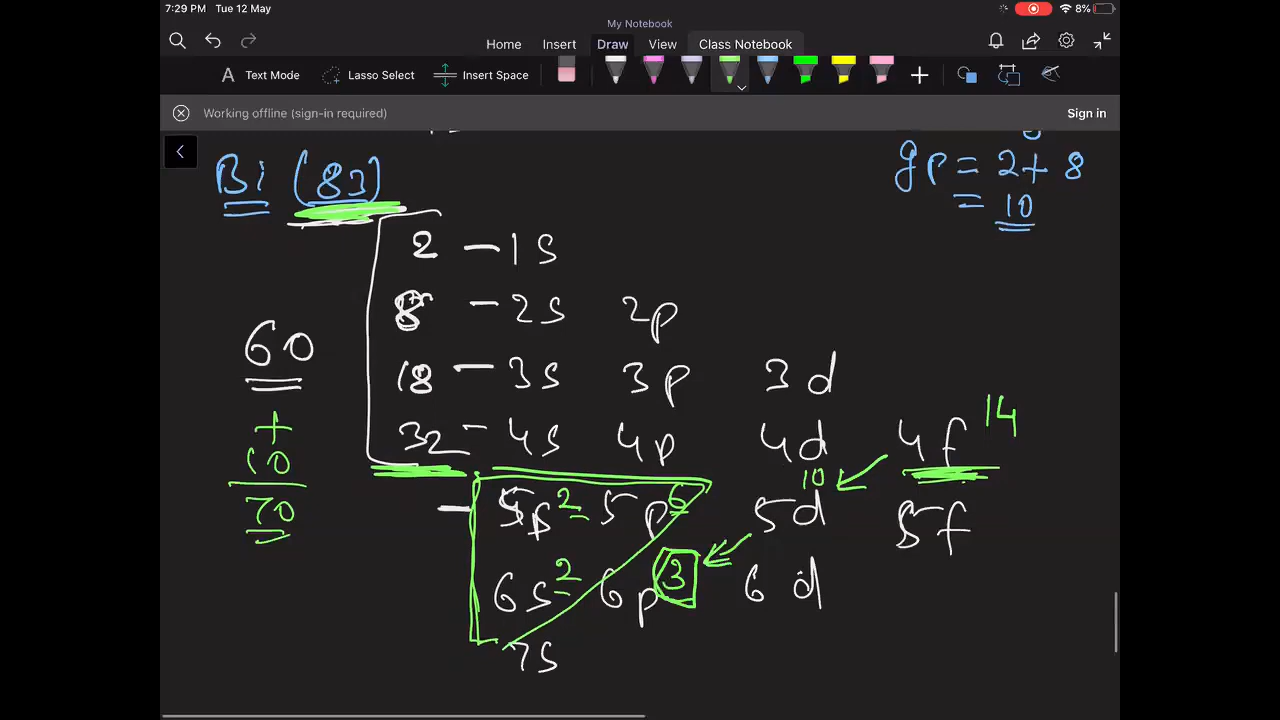 7:29 PM Tue 12 May
8%
My Notebook
Home Insert Draw View Class Notebook
A Text Mode Lasso Select Insert Space
Working offline (sign-in required)
Sign in
Bi (83)
gp = 2 + 8
= 10
2 - 1s
8 - 2s 2p
18 - 3s 3p 3d
32 - 4s 4p 4d 4f 14
60
+
10
70
- 5s 2 5p 6 5d 10 5f
6s 2 6p 3 6d
7s